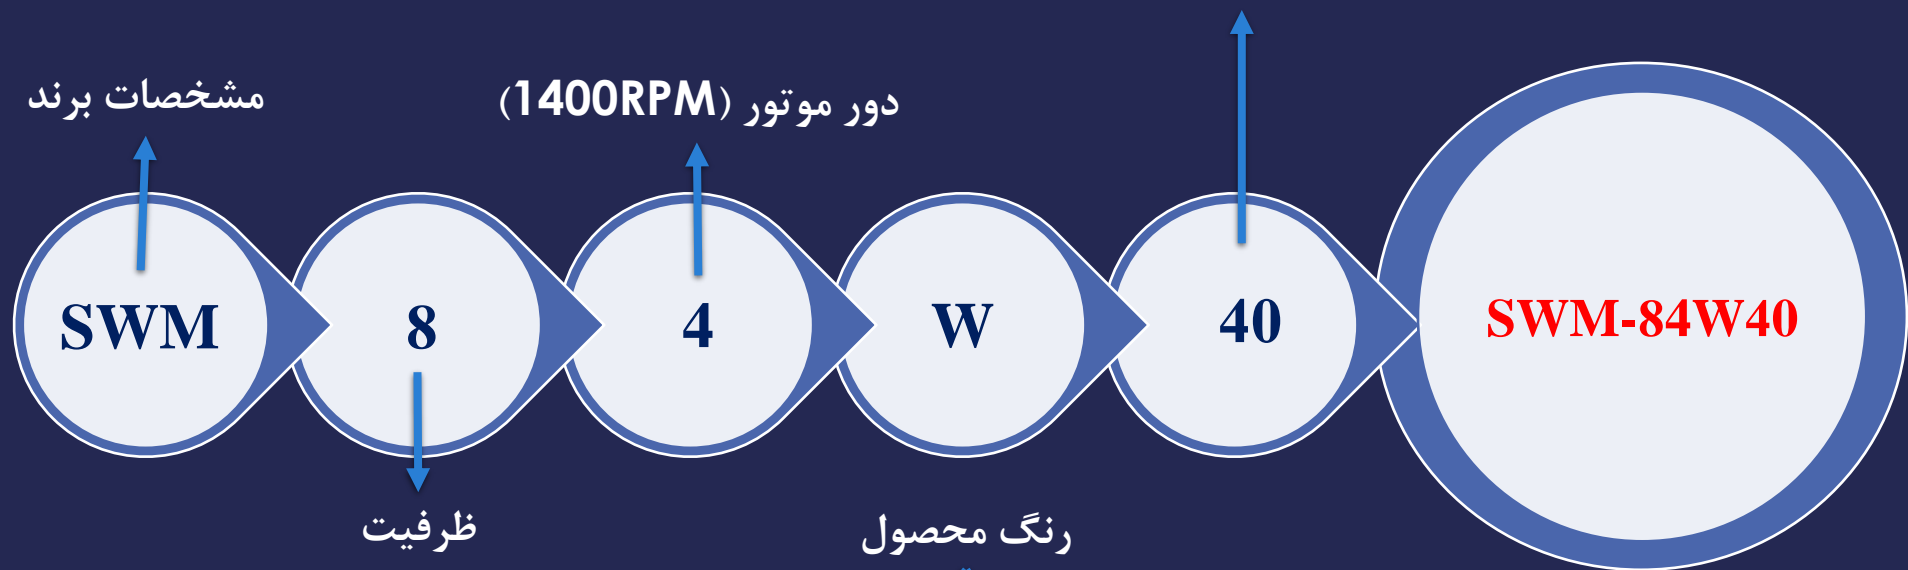 مشخصات برند
دور موتور (1400RPM)
SWM
8
4
W
40
SWM-84W40
ظرفیت
رنگ محصول